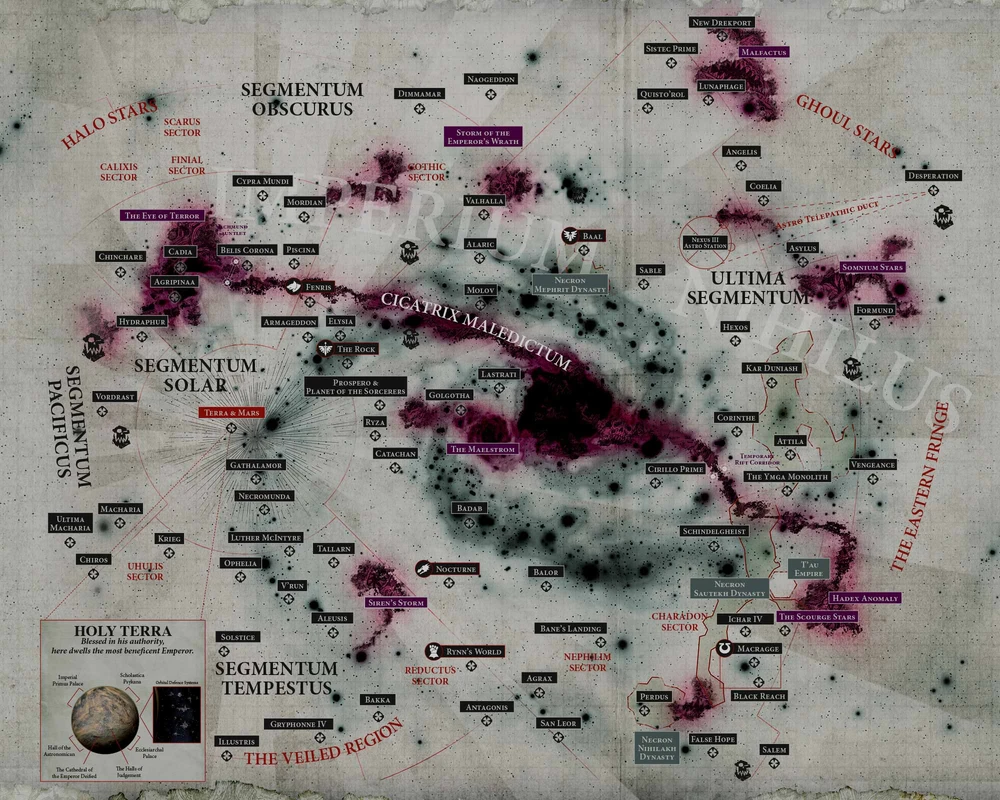 New Drekport
Sistec Prime
Malfactus
Lunaphage
Quisto'rol
Naogeddon
Dimmamar
SEGMENTUM
OBSCURUS
HALO STARS
SCARUS
SECTOR
GHOUL STARS
Storm of the
Emperor's Wrath
Angelis
CALIXIS
SECTOR
FINIAL
SECTOR
GOTHIC
SECTOR
Cypra Mundi
Mordian
Valhalla
Coelia
Desperation
IMPERIUM
NIHILUS
Astro Telepathic Duct
The Eye of Terror
Nexus III
Astro Station
Chinchare
Cadia
Belis Corona
Piscina
Alaric
Baal
Asylus
Agripinaa
Fenris
Molov
Necron
Mephrit Dynasty
Sable
ULTIMA
SEGMENTUM
Somnium Stars
Formund
CICATRIX MALEDICTUM
Hydraphur
Armageddon
Elysia
The Rock
Hexos
SEGMENTUM
SOLAR
Prospero &
Planet of the Sorcerers
Lastrati
Kar Duniash
SEGMENTUM
PACIFICUS
Vordrast
Terra & Mars
Golgotha
Ryza
Corinthe
Attila
The Maelstrom
Catachan
Temporary
Rift Corridor
Vengeance
THE EASTERN FRINGE
Gathalamor
Cirillo Prime
The Ymga Monolith
Necromunda
Macharia
Ultima
Macharia
Badab
Krieg
Luther McIntyre
Tallarn
Schindelgheist
Chiros
UHULIS
SECTOR
Ophelia
V'run
Nocturne
Balor
T'au
Empire
Necron
Sautekh Dynasty
Hadex Anomaly
Siren's Storm
Aleusis
CHARADON
SECTOR
Ichar IV
The Scourge Stars
HOLY TERRA
Blessed in his authority,
here dwells the most beneficent Emperor.
Imperial
Primus Palace
Scholastica
Psykana
Orbital Defence Systems
Hall of the
Astronomican
Ecclesiarchal
Palace
The Cathedral of
the Emperor Deified
The Halls of
Judgement
Solstice
SEGMENTUM
TEMPESTUS
Rynn's World
REDUCTUS
SECTOR
Bane's Landing
NEPHILIM
SECTOR
Macragge
Bakka
Agrax
Perdus
Black Reach
Antagonis
Gryphonne IV
San Leor
Illustris
THE VEILED REGION
Necron
Nihilakh
Dynasty
False Hope
Salem